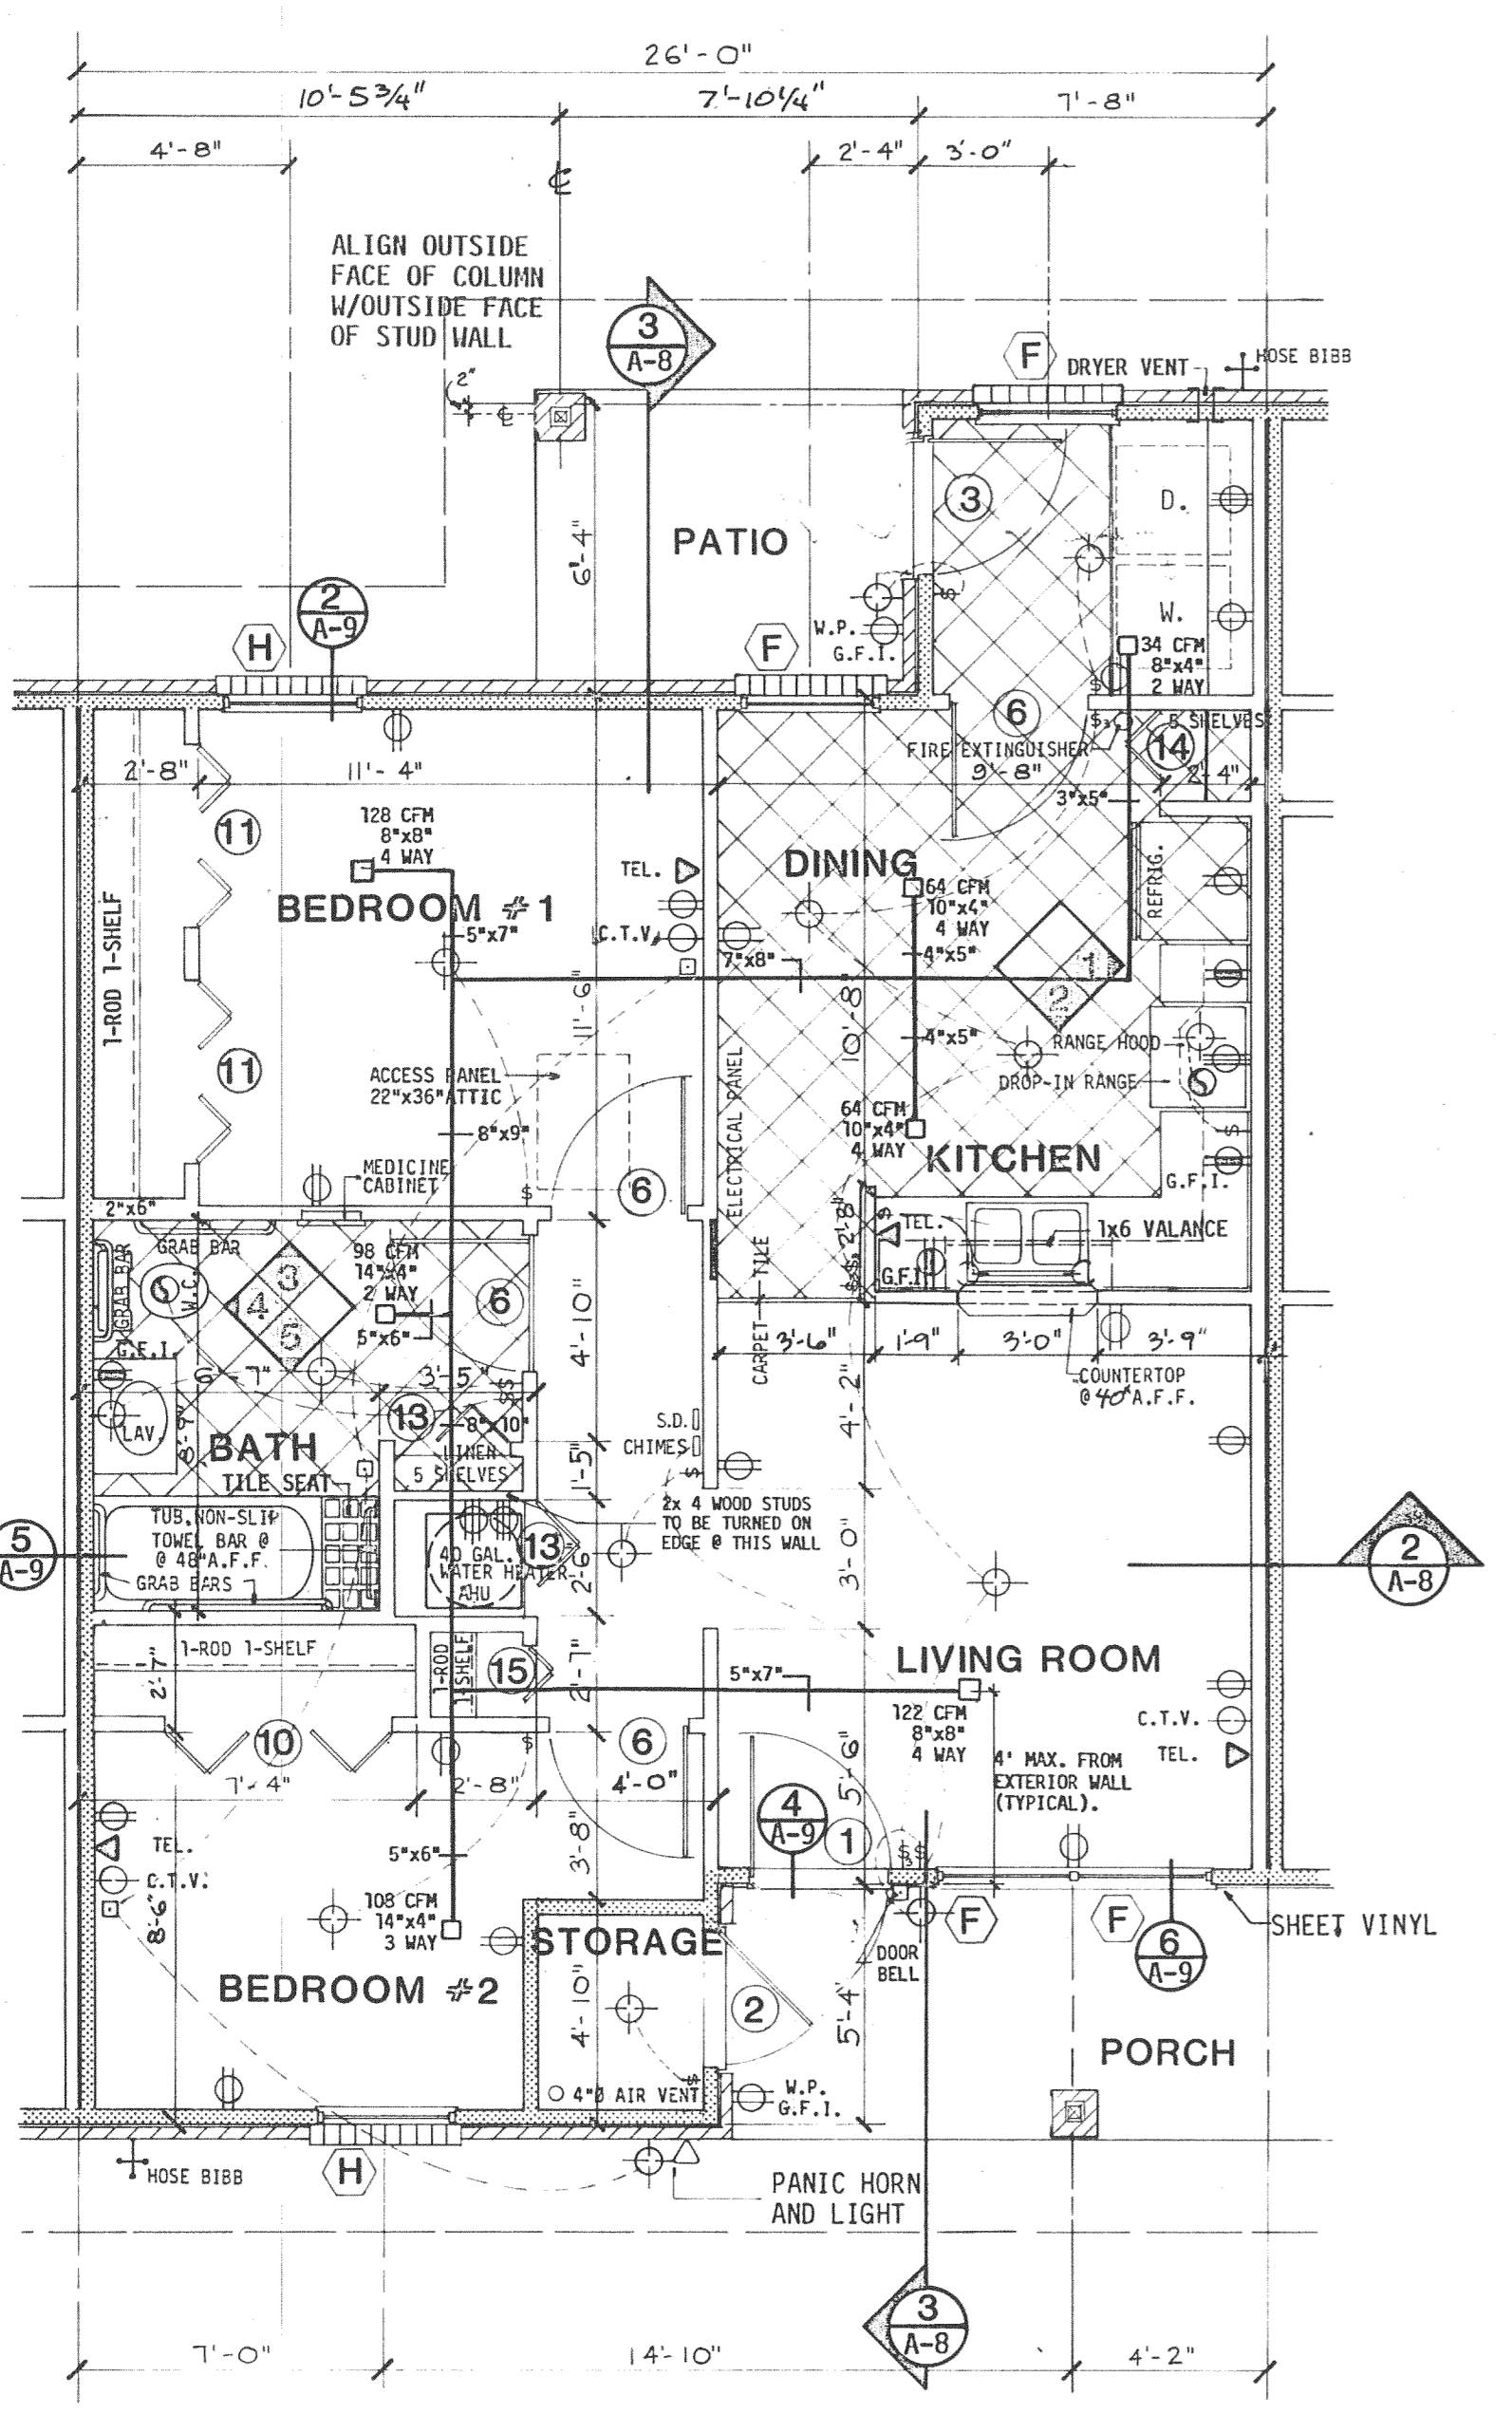 26'-0"
10'-5 3/4"
7'-10 1/4"
7'-8"
4'-8"
2'-4"
3'-0"
℄
ALIGN OUTSIDE
FACE OF COLUMN
W/OUTSIDE FACE
OF STUD WALL
3
A-8
F
DRYER VENT
HOSE BIBB
2"
℄
3
D.
PATIO
6'-4"
2
A-9
H
F
W.P.
G.F.I.
$
W.
34 CFM
8"x4"
2 WAY
$
6
$3
5 SHELVES
FIRE EXTINGUISHER
14
2'-8"
11'-4"
9'-8"
2'-4"
3"x5"
11
128 CFM
8"x8"
4 WAY
TEL.
DINING
REFRIG.
BEDROOM #1
64 CFM
10"x4"
4 WAY
1-ROD 1-SHELF
5"x7"
C.T.V.
7"x8"
4"x5"
1
2
11'-6"
10'-8"
4"x5"
RANGE HOOD
11
ACCESS PANEL
22"x36"ATTIC
DROP-IN RANGE
ELECTRICAL PANEL
64 CFM
10"x4"
4 WAY
8"x9"
$
KITCHEN
MEDICINE
CABINET
6
G.F.I.
2"x6"
$
$
TEL.
1x6 VALANCE
2'-8"
GRAB BAR
GRAB BAR
W.C.
98 CFM
14"x4"
2 WAY
3
4
5
6
TILE
G.F.I.
5"x6"
4'-10"
CARPET
3'-6"
1'-9"
3'-0"
3'-9"
G.F.I.
6'-7"
3'-5"
COUNTERTOP
@ 40" A.F.F.
4'-2"
LAV.
8'-9"
13
8"x10"
$$
S.D.
CHIMES
BATH
LINEN
5 SHELVES
TILE SEAT
1'-5"
$
2x 4 WOOD STUDS
TO BE TURNED ON
EDGE @ THIS WALL
TUB,NON-SLIP
TOWEL BAR @
@ 48"A.F.F.
GRAB BARS
5
A-9
13
40 GAL.
WATER HEATER
AHU
2'-6"
3'-0"
2
A-8
1-ROD 1-SHELF
1-ROD
1-SHELF
15
LIVING ROOM
2'-7"
2'-7"
5"x7"
122 CFM
8"x8"
4 WAY
C.T.V.
TEL.
10
$
6
4' MAX. FROM
EXTERIOR WALL
(TYPICAL).
5'-6"
7'-4"
2'-8"
4'-0"
4
A-9
1
TEL.
5"x6"
3'-8"
$3$
C.T.V.
8'-6"
108 CFM
14"x4"
3 WAY
STORAGE
F
F
SHEET VINYL
6
A-9
DOOR
BELL
BEDROOM #2
4'-10"
2
5'-4"
PORCH
$
4"Ø AIR VENT
W.P.
G.F.I.
HOSE BIBB
H
PANIC HORN
AND LIGHT
3
A-8
7'-0"
14'-10"
4'-2"